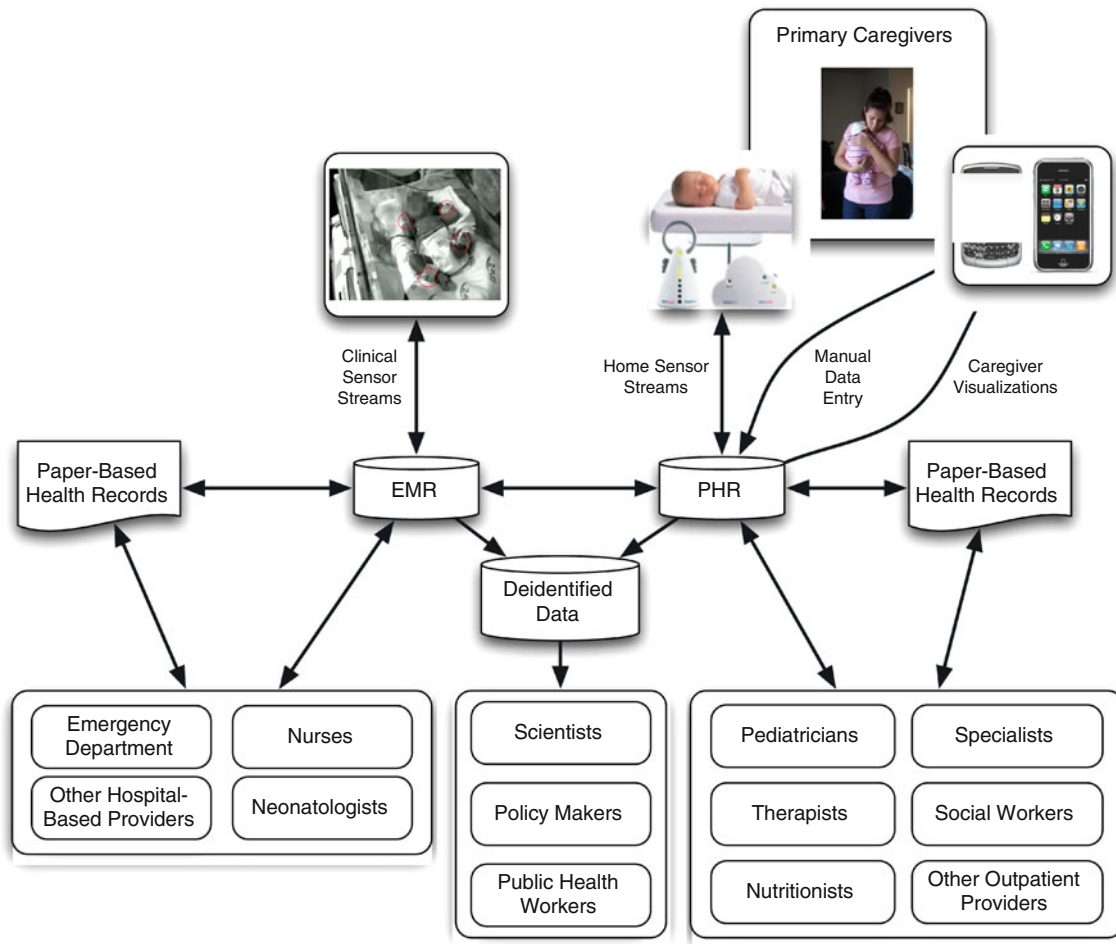 Primary Caregivers
Clinical
Sensor
Streams
Home Sensor
Streams
Manual
Data
Entry
Caregiver
Visualizations
Paper-Based
Health Records
EMR
PHR
Paper-Based
Health Records
Deidentified
Data
Emergency
Department
Nurses
Other Hospital-
Based Providers
Neonatologists
Scientists
Policy Makers
Public Health
Workers
Pediatricians
Specialists
Therapists
Social Workers
Nutritionists
Other Outpatient
Providers